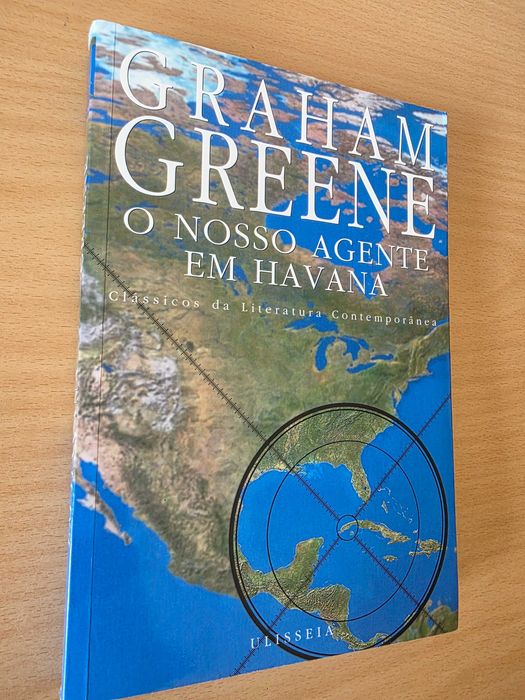 GRAHAM
GREENE
O NOSSO AGENTE
EM HAVANA
Clássicos da Literatura Contemporânea
ULISSEIA